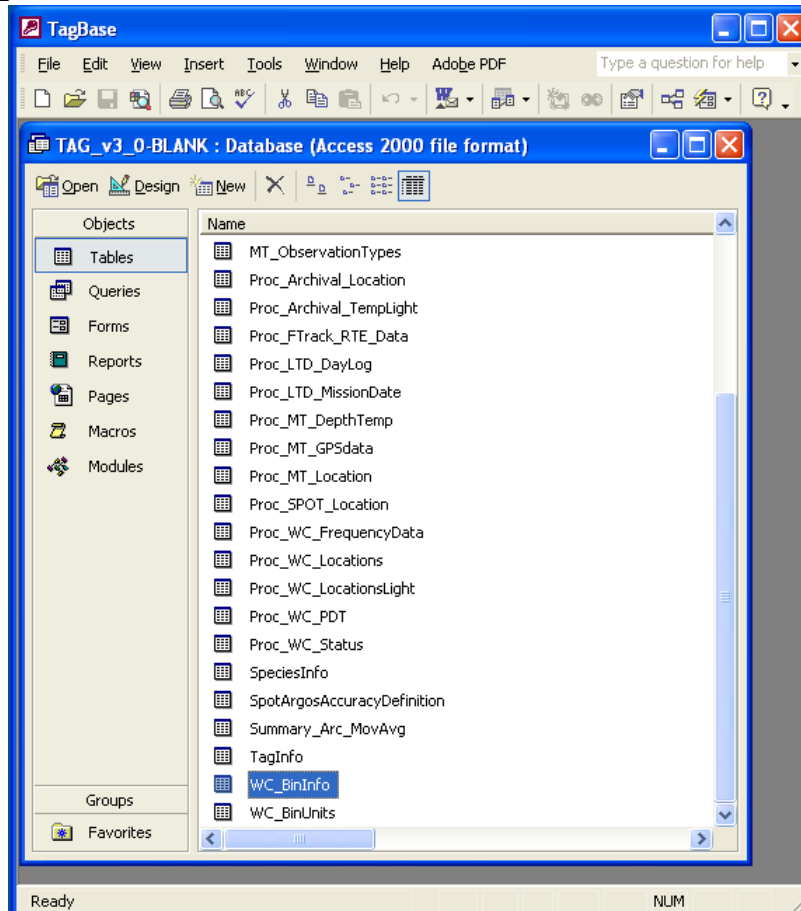 TagBase
File Edit View Insert Tools Window Help Adobe PDF Type a question for help
ABC
TAG_v3_0-BLANK : Database (Access 2000 file format)
Open Design New
Objects
Tables
Queries
Forms
Reports
Pages
Macros
Modules
Groups
Favorites
Name
MT_ObservationTypes
Proc_Archival_Location
Proc_Archival_TempLight
Proc_FTrack_RTE_Data
Proc_LTD_DayLog
Proc_LTD_MissionDate
Proc_MT_DepthTemp
Proc_MT_GPSdata
Proc_MT_Location
Proc_SPOT_Location
Proc_WC_FrequencyData
Proc_WC_Locations
Proc_WC_LocationsLight
Proc_WC_PDT
Proc_WC_Status
SpeciesInfo
SpotArgosAccuracyDefinition
Summary_Arc_MovAvg
TagInfo
WC_BinInfo
WC_BinUnits
Ready NUM